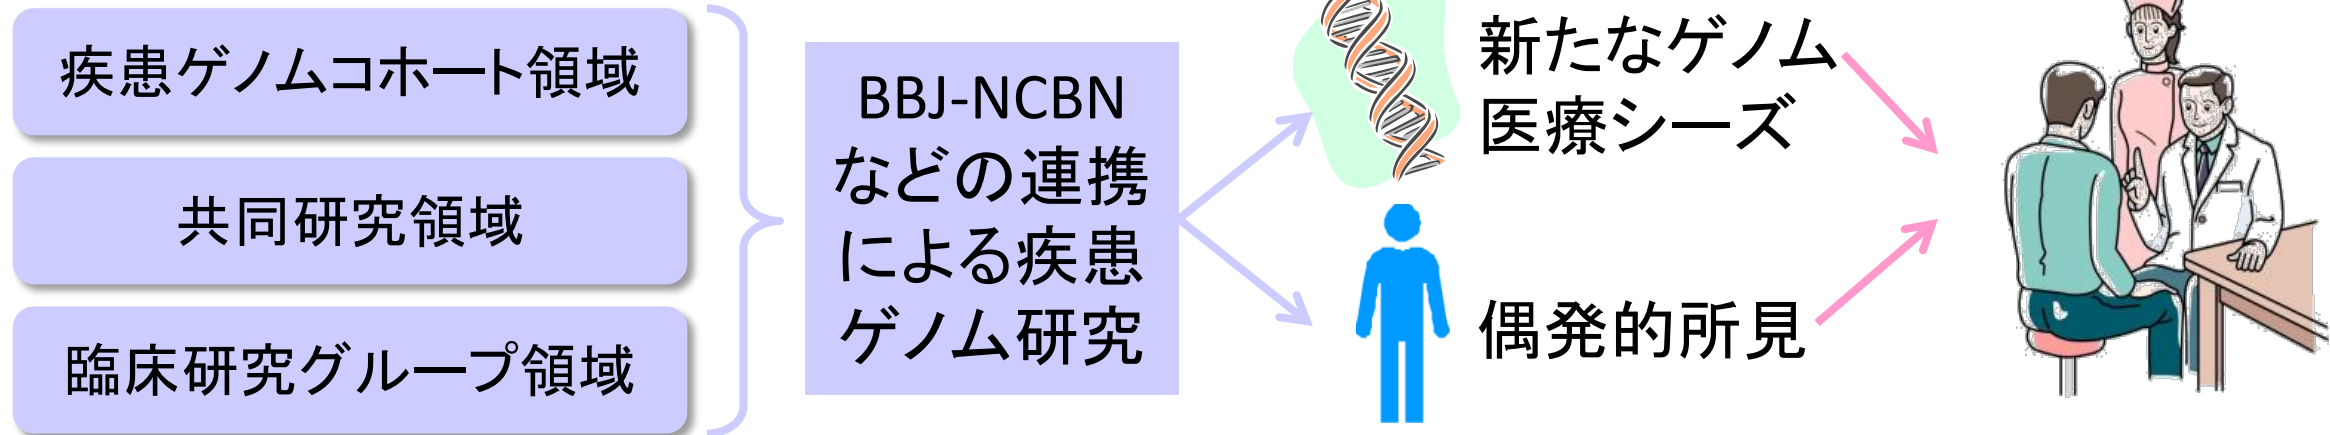 疾患ゲノムコホート領域
共同研究領域
臨床研究グループ領域
BBJ-NCBN
などの連携
による疾患
ゲノム研究
新たなゲノム
医療シーズ
偶発的所見